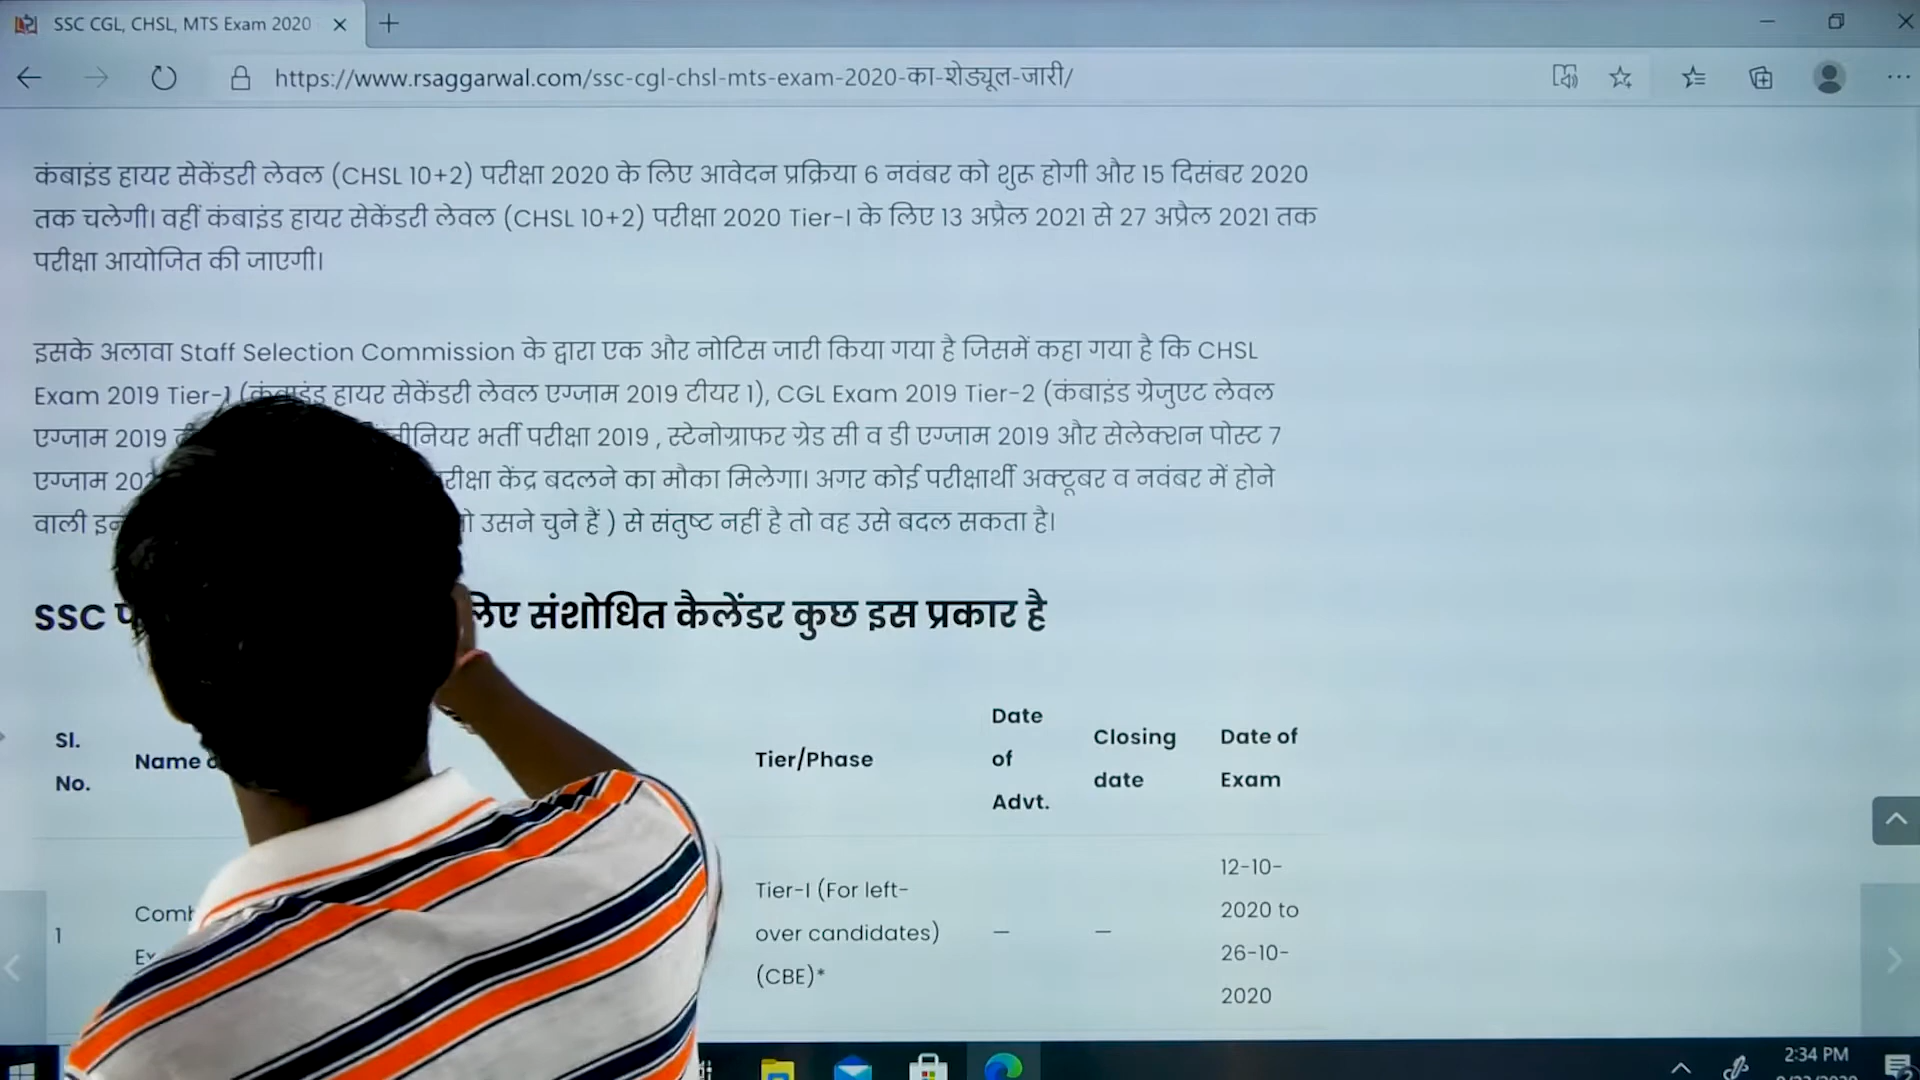 SSC CGL, CHSL, MTS Exam 2020
https://www.rsaggarwal.com/ssc-cgl-chsl-mts-exam-2020-का-शेड्यूल-जारी/
कंबाइंड हायर सेकेंडरी लेवल (CHSL 10+2) परीक्षा 2020 के लिए आवेदन प्रक्रिया 6 नवंबर को शुरू होगी और 15 दिसंबर 2020
तक चलेगी। वहीं कंबाइंड हायर सेकेंडरी लेवल (CHSL 10+2) परीक्षा 2020 Tier-I के लिए 13 अप्रैल 2021 से 27 अप्रैल 2021 तक
परीक्षा आयोजित की जाएगी।
इसके अलावा Staff Selection Commission के द्वारा एक और नोटिस जारी किया गया है जिसमें कहा गया है कि CHSL
Exam 2019 Tier-1 (कंबाइंड हायर सेकेंडरी लेवल एग्जाम 2019 टीयर 1), CGL Exam 2019 Tier-2 (कंबाइंड ग्रेजुएट लेवल
एग्जाम 2019 भर्ती परीक्षा 2019 , स्टेनोग्राफर ग्रेड सी व डी एग्जाम 2019 और सेलेक्शन पोस्ट 7
एग्जाम केंद्र बदलने का मौका मिलेगा। अगर कोई परीक्षार्थी अक्टूबर व नवंबर में होने
वाली उसने चुने हैं ) से संतुष्ट नहीं है तो वह उसे बदल सकता है।
SSC लिए संशोधित कैलेंडर कुछ इस प्रकार है
Sl. No.
Name
Tier/Phase
Date of Advt.
Closing date
Date of Exam
1
Tier-I (For left-
over candidates)
(CBE)*
–
–
12-10-
2020 to
26-10-
2020
2:34 PM